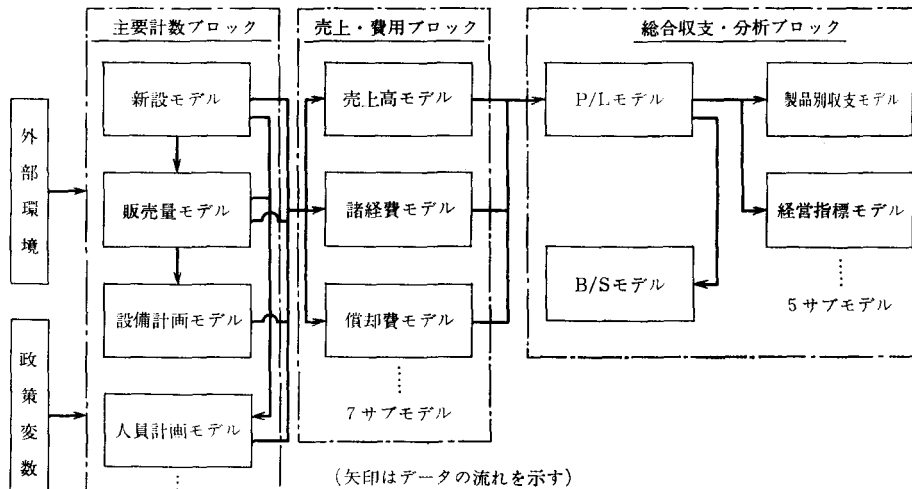 主要計数ブロック
売上・費用ブロック
総合収支・分析ブロック
外部環境
政策変数
新設モデル
販売量モデル
設備計画モデル
人員計画モデル
売上高モデル
諸経費モデル
償却費モデル
7サブモデル
P/Lモデル
B/Sモデル
製品別収支モデル
経営指標モデル
5サブモデル
(矢印はデータの流れを示す)